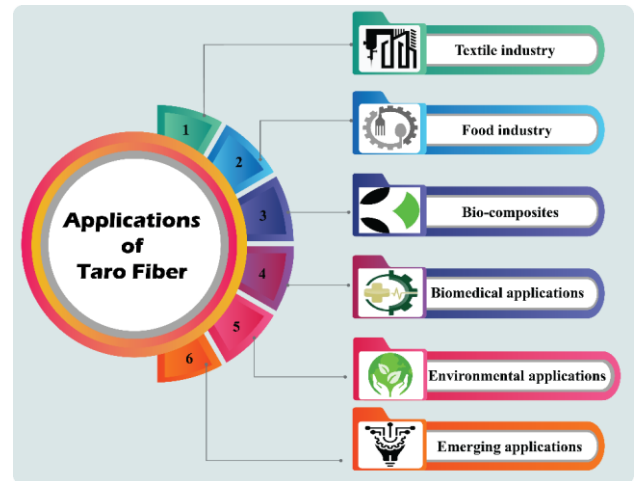 Applications
of
Taro Fiber
1
Textile industry
2
Food industry
3
Bio-composites
4
Biomedical applications
5
Environmental applications
6
Emerging applications